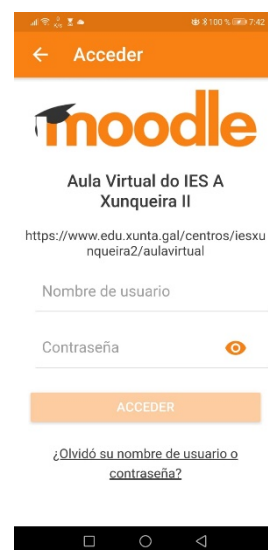 100 % 7:42
Acceder
moodle
Aula Virtual do IES A
Xunqueira II
https://www.edu.xunta.gal/centros/iesxu
nqueira2/aulavirtual
Nombre de usuario
Contraseña
ACCEDER
¿Olvidó su nombre de usuario o
contraseña?